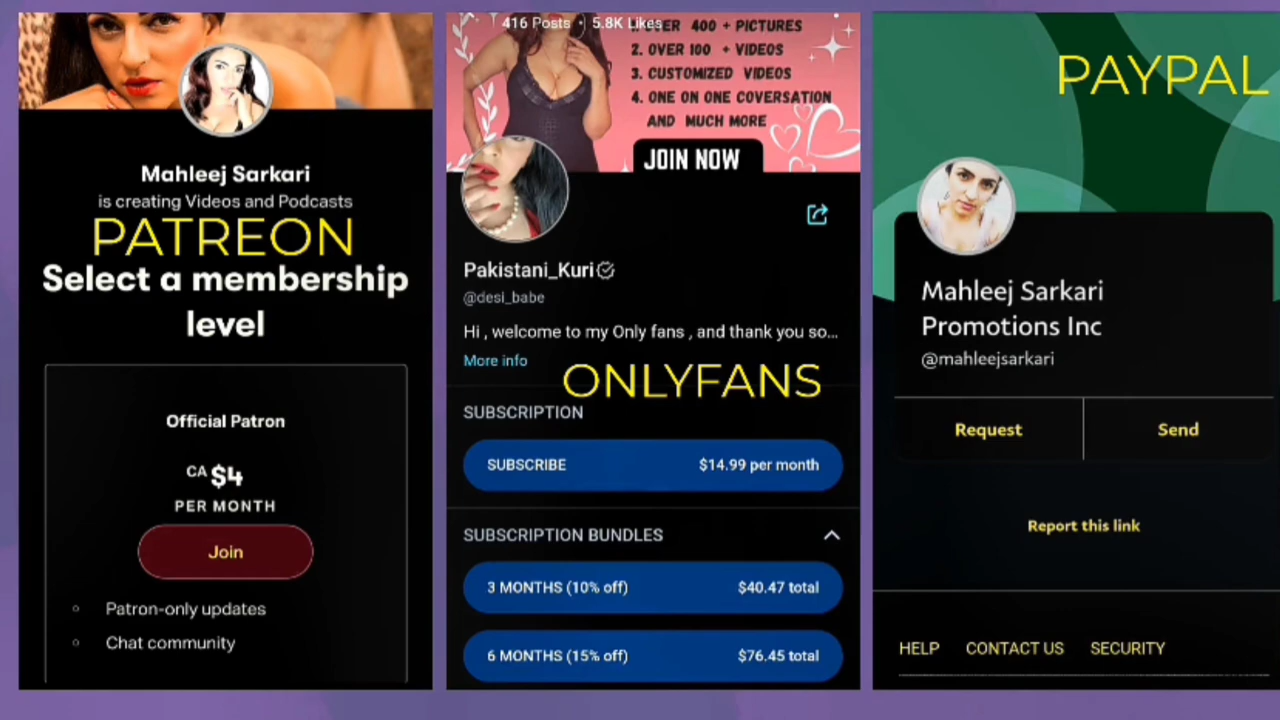 Mahleej Sarkari
is creating Videos and Podcasts
PATREON
Select a membership
level
Official Patron
CA $4
PER MONTH
Join
Patron-only updates
Chat community
416 Posts • 5.8K Likes
1. OVER 400 + PICTURES
2. OVER 100 + VIDEOS
3. CUSTOMIZED VIDEOS
4. ONE ON ONE COVERSATION
AND MUCH MORE
JOIN NOW
Pakistani_Kuri
@desi_babe
Hi , welcome to my Only fans , and thank you so...
More info
ONLYFANS
SUBSCRIPTION
SUBSCRIBE $14.99 per month
SUBSCRIPTION BUNDLES
3 MONTHS (10% off) $40.47 total
6 MONTHS (15% off) $76.45 total
PAYPAL
Mahleej Sarkari
Promotions Inc
@mahleejsarkari
Request Send
Report this link
HELP CONTACT US SECURITY